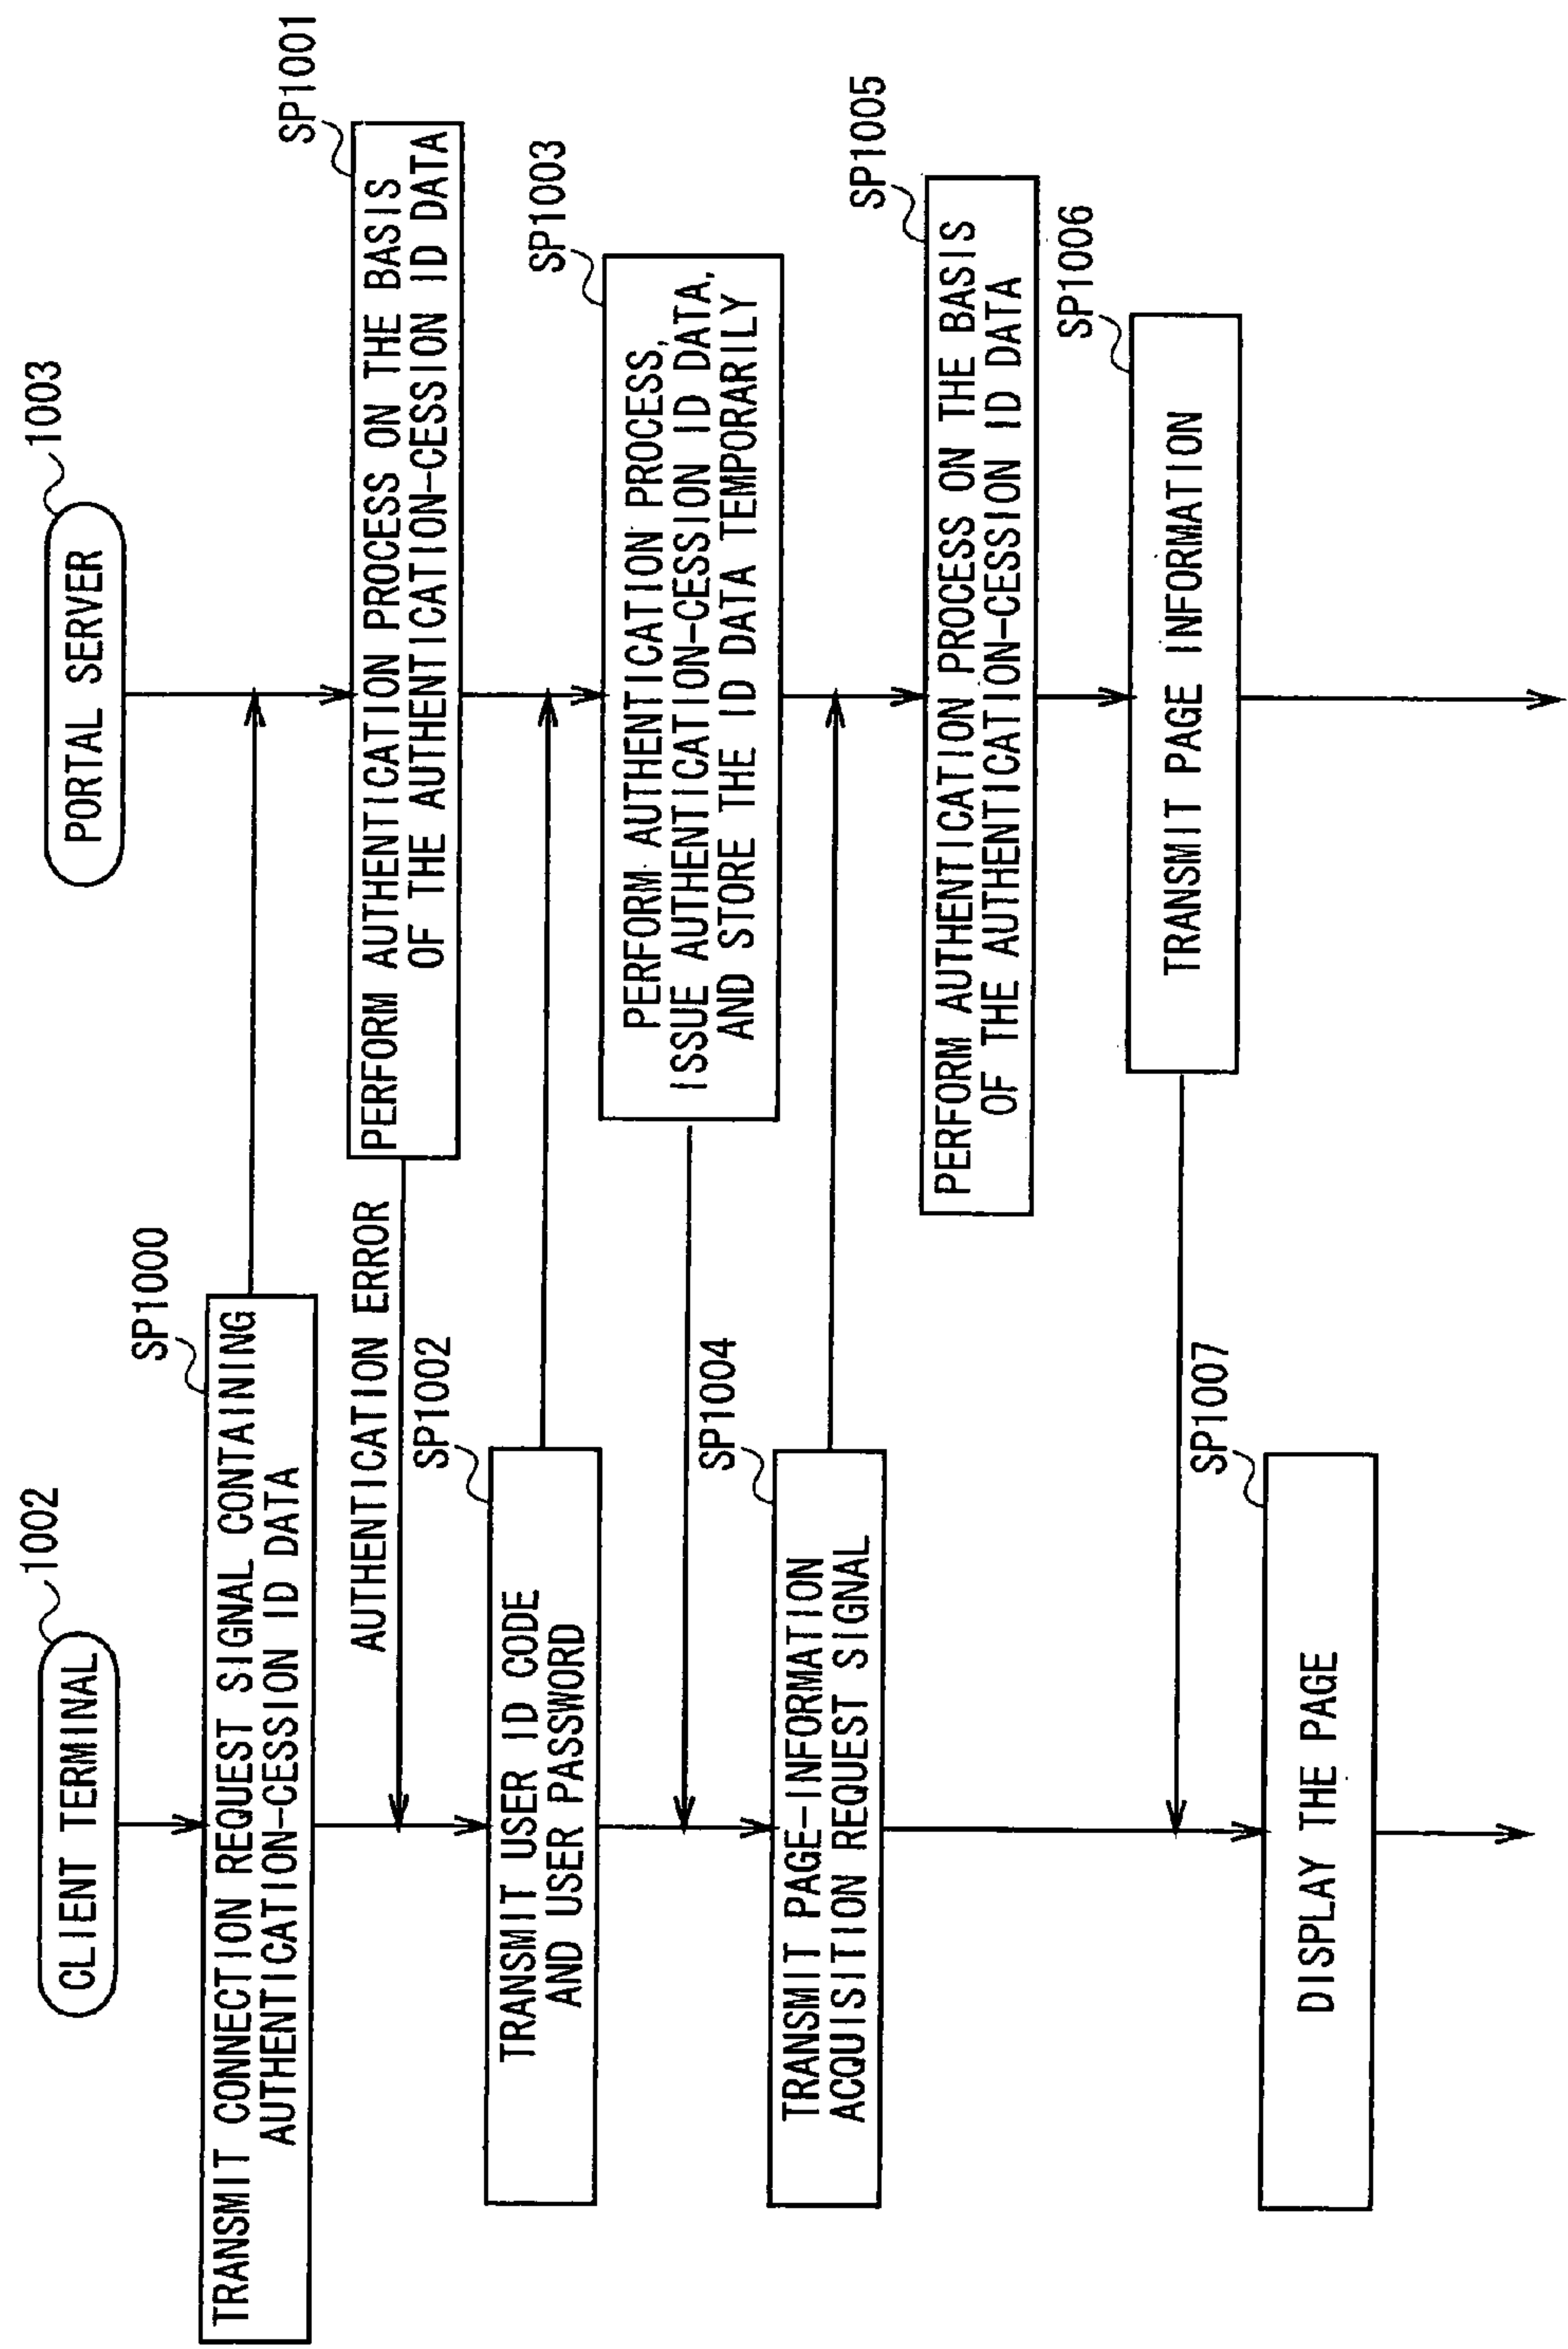 CLIENT TERMINAL
1002
PORTAL SERVER
1003
SP1000
TRANSMIT CONNECTION REQUEST SIGNAL CONTAINING
AUTHENTICATION-CESSION ID DATA
SP1001
PERFORM AUTHENTICATION PROCESS ON THE BASIS
OF THE AUTHENTICATION-CESSION ID DATA
AUTHENTICATION ERROR
SP1002
TRANSMIT USER ID CODE
AND USER PASSWORD
SP1003
PERFORM AUTHENTICATION PROCESS,
ISSUE AUTHENTICATION-CESSION ID DATA,
AND STORE THE ID DATA TEMPORARILY
SP1004
TRANSMIT PAGE-INFORMATION
ACQUISITION REQUEST SIGNAL
SP1005
PERFORM AUTHENTICATION PROCESS ON THE BASIS
OF THE AUTHENTICATION-CESSION ID DATA
SP1006
TRANSMIT PAGE INFORMATION
SP1007
DISPLAY THE PAGE